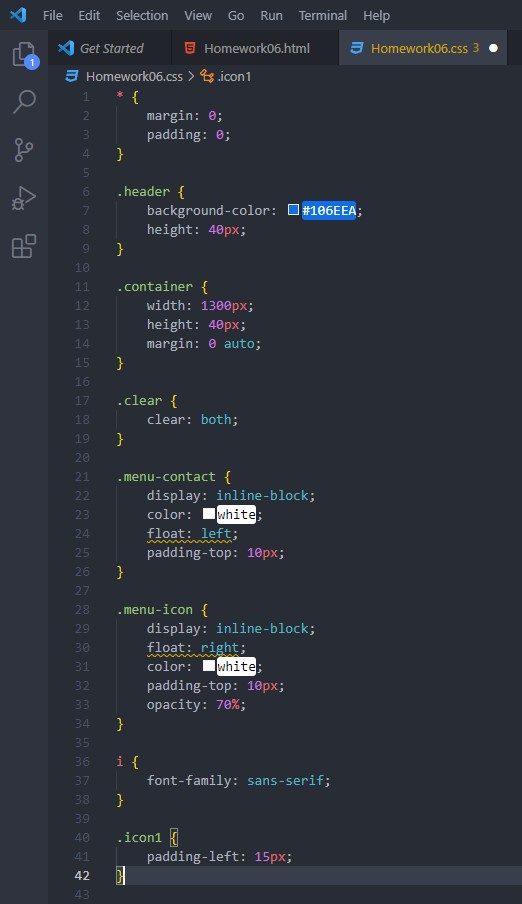 File Edit Selection View Go Run Terminal Help
Get Started Homework06.html Homework06.css 3
1
Homework06.css > .icon1
1 * {
2 margin: 0;
3 padding: 0;
4 }
5
6 .header {
7 background-color: #106EEA;
8 height: 40px;
9 }
10
11 .container {
12 width: 1300px;
13 height: 40px;
14 margin: 0 auto;
15 }
16
17 .clear {
18 clear: both;
19 }
20
21 .menu-contact {
22 display: inline-block;
23 color: white;
24 float: left;
25 padding-top: 10px;
26 }
27
28 .menu-icon {
29 display: inline-block;
30 float: right;
31 color: white;
32 padding-top: 10px;
33 opacity: 70%;
34 }
35
36 i {
37 font-family: sans-serif;
38 }
39
40 .icon1 {
41 padding-left: 15px;
42 }
43